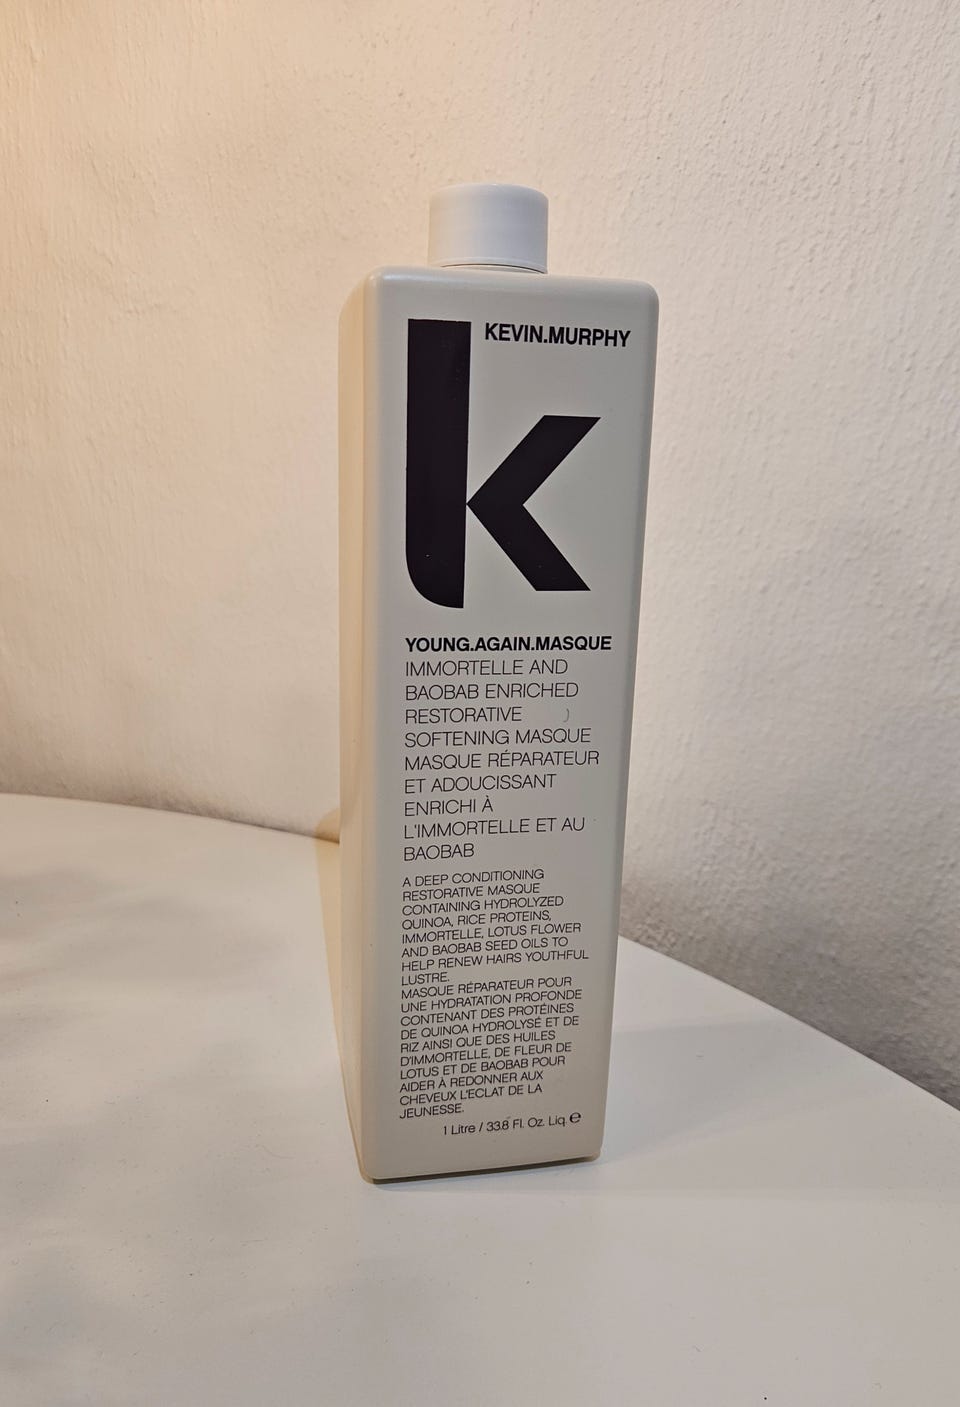 KEVIN.MURPHY
k
YOUNG.AGAIN.MASQUE
IMMORTELLE AND
BAOBAB ENRICHED
RESTORATIVE
SOFTENING MASQUE
MASQUE RÉPARATEUR
ET ADOUCISSANT
ENRICHI À
L'IMMORTELLE ET AU
BAOBAB
A DEEP CONDITIONING
RESTORATIVE MASQUE
CONTAINING HYDROLYZED
QUINOA, RICE PROTEINS,
IMMORTELLE, LOTUS FLOWER
AND BAOBAB SEED OILS TO
HELP RENEW HAIRS YOUTHFUL
LUSTRE.
MASQUE RÉPARATEUR POUR
UNE HYDRATATION PROFONDE
CONTENANT DES PROTÉINES
DE QUINOA HYDROLYSÉ ET DE
RIZ AINSI QUE DES HUILES
D'IMMORTELLE, DE FLEUR DE
LOTUS ET DE BAOBAB POUR
AIDER À REDONNER AUX
CHEVEUX L'ECLAT DE LA
JEUNESSE.
1 Litre / 33.8 Fl. Oz. Liq. ℮